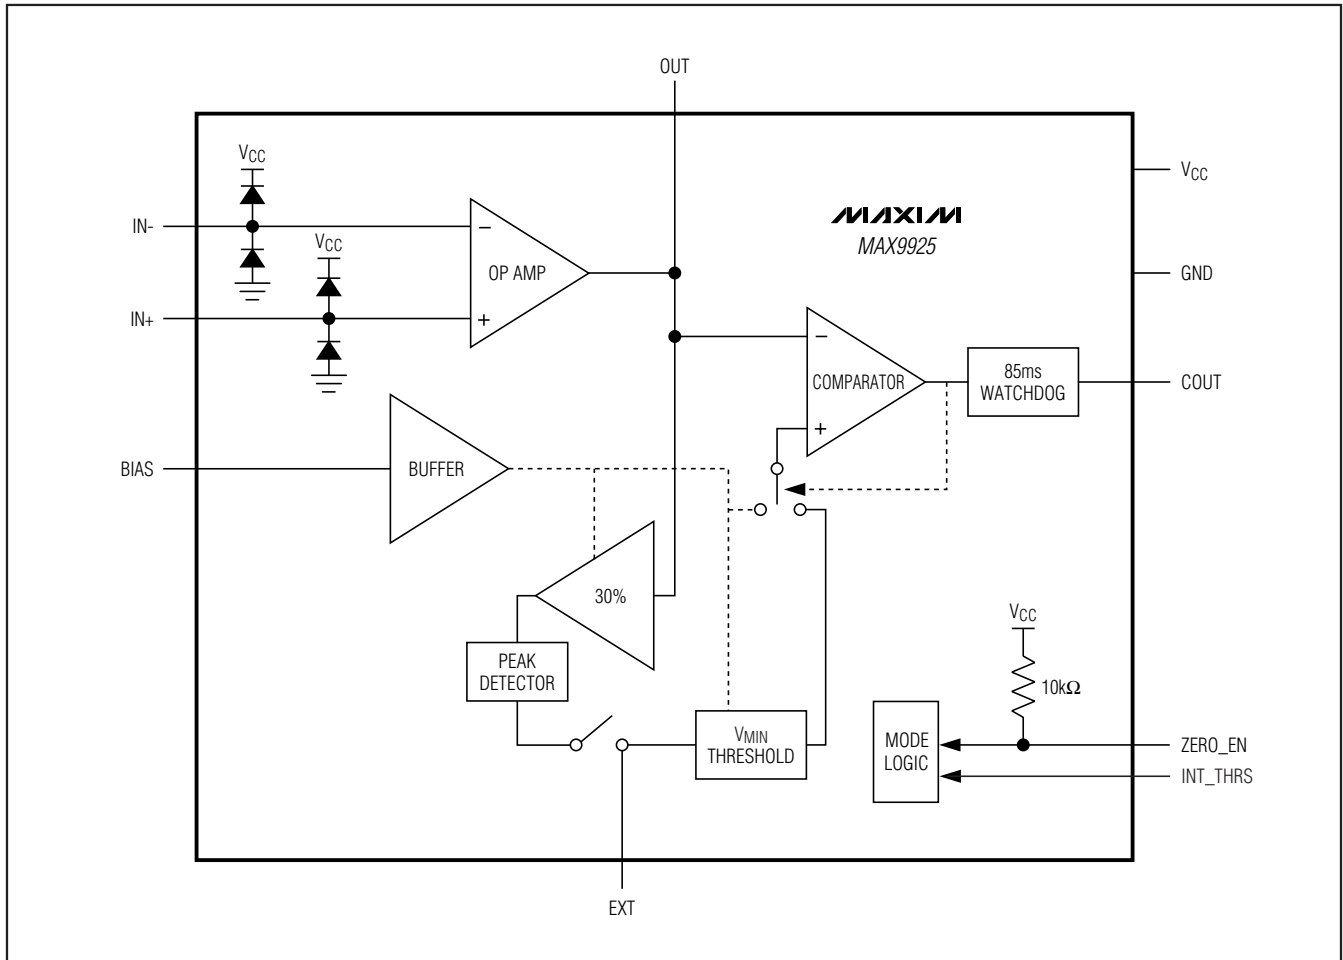 OUT
VCC
VCC
IN-
VCC
MAXIM
MAX9925
−
OP AMP
GND
IN+
+
−
COMPARATOR
85ms
WATCHDOG
COUT
+
BIAS
BUFFER
30%
VCC
PEAK
DETECTOR
10kΩ
VMIN
THRESHOLD
MODE
LOGIC
ZERO_EN
INT_THRS
EXT